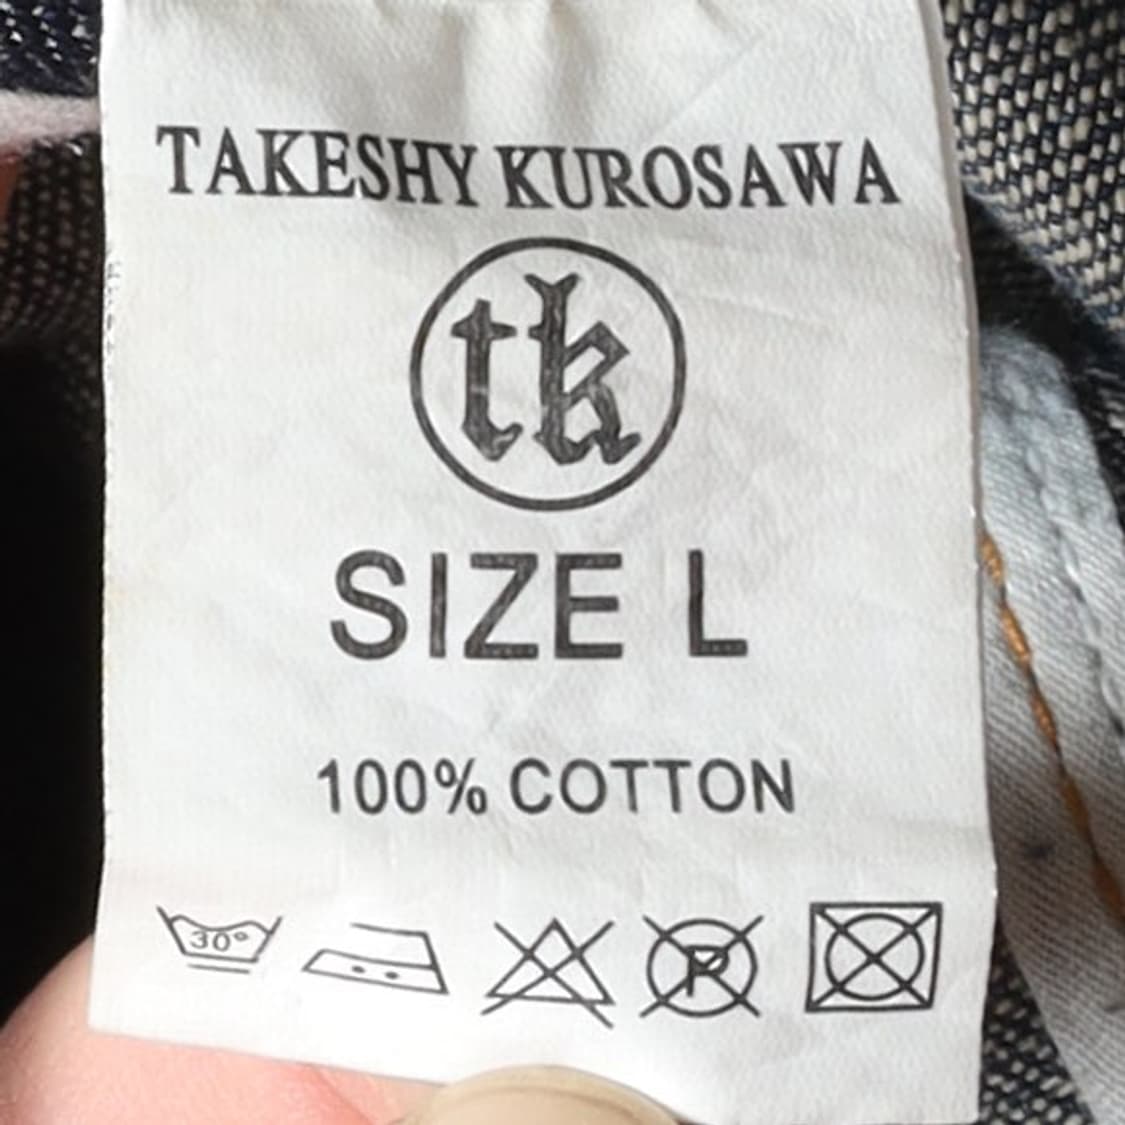 TAKESHY KUROSAWA
tk
SIZE L
100% COTTON
30°
P